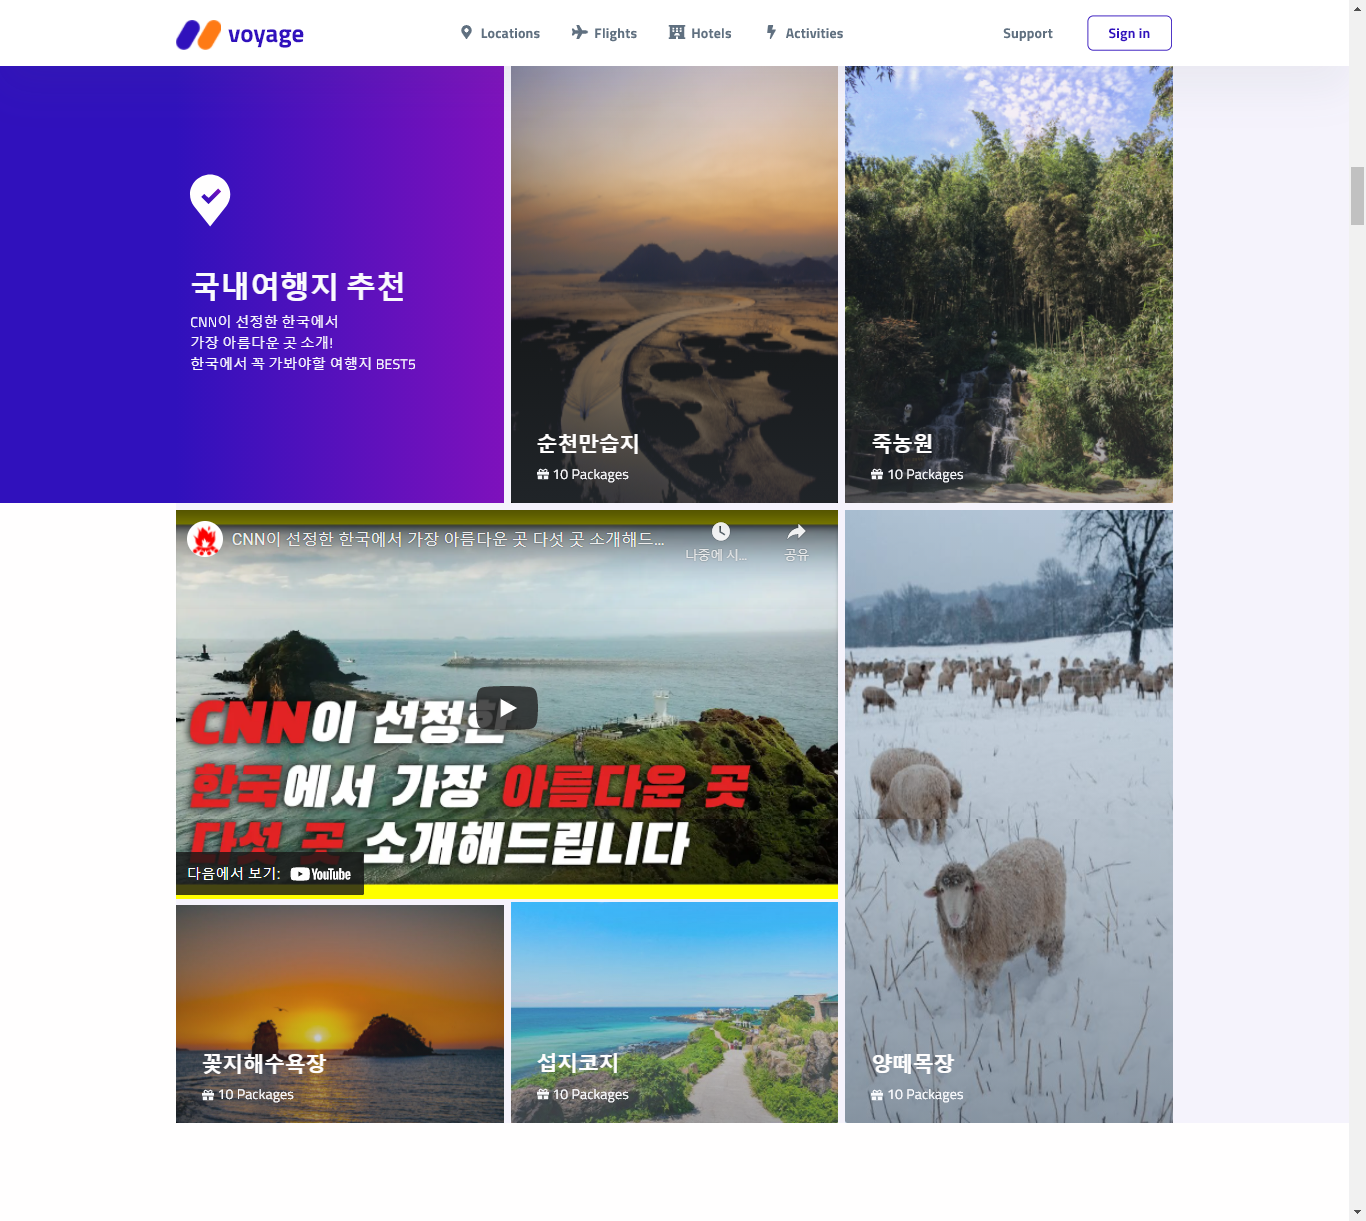 voyage
Locations
Flights
Hotels
Activities
Support
Sign in
국내여행지 추천
CNN이 선정한 한국에서
가장 아름다운 곳 소개!
한국에서 꼭 가봐야할 여행지 BEST5
순천만습지
10 Packages
죽농원
10 Packages
CNN이 선정한 한국에서 가장 아름다운 곳 다섯 곳 소개해드...
나중에 시...
공유
CNN이 선정한
한국에서 가장 아름다운 곳
다섯 곳 소개해드립니다
다음에서 보기: YouTube
꽃지해수욕장
10 Packages
섭지코지
10 Packages
양떼목장
10 Packages